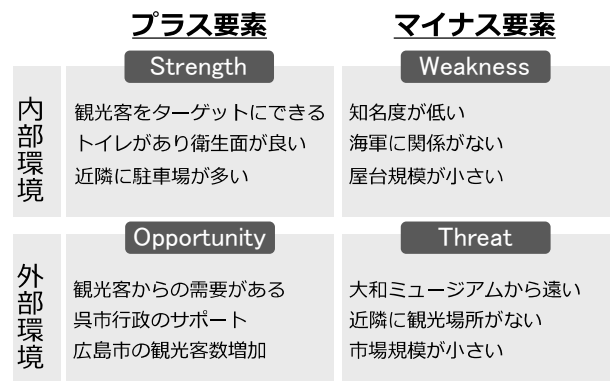 プラス要素
マイナス要素
内部環境
Strength
観光客をターゲットにできる
トイレがあり衛生面が良い
近隣に駐車場が多い
Weakness
知名度が低い
海軍に関係がない
屋台規模が小さい
外部環境
Opportunity
観光客からの需要がある
呉市行政のサポート
広島市の観光客数増加
Threat
大和ミュージアムから遠い
近隣に観光場所がない
市場規模が小さい